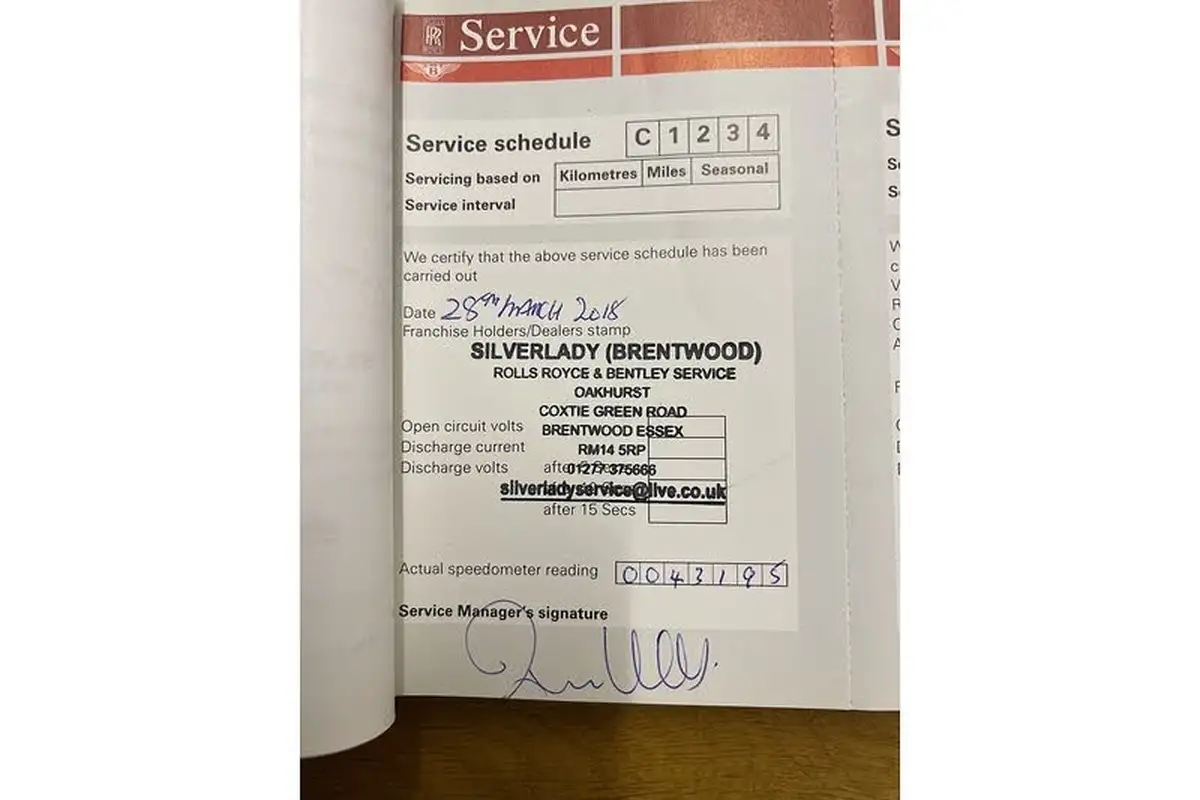 Service
Service schedule C 1 2 3 4
Servicing based on Kilometres Miles Seasonal
Service interval
We certify that the above service schedule has been
carried out
Date 28TH MARCH 2018
Franchise Holders/Dealers stamp
SILVERLADY (BRENTWOOD)
ROLLS ROYCE & BENTLEY SERVICE
OAKHURST
COXTIE GREEN ROAD
Open circuit volts BRENTWOOD ESSEX
Discharge current RM14 5RP
Discharge volts 01277 375666
silverladyservice@live.co.uk
after 15 Secs
Actual speedometer reading 0043195
Service Manager's signature